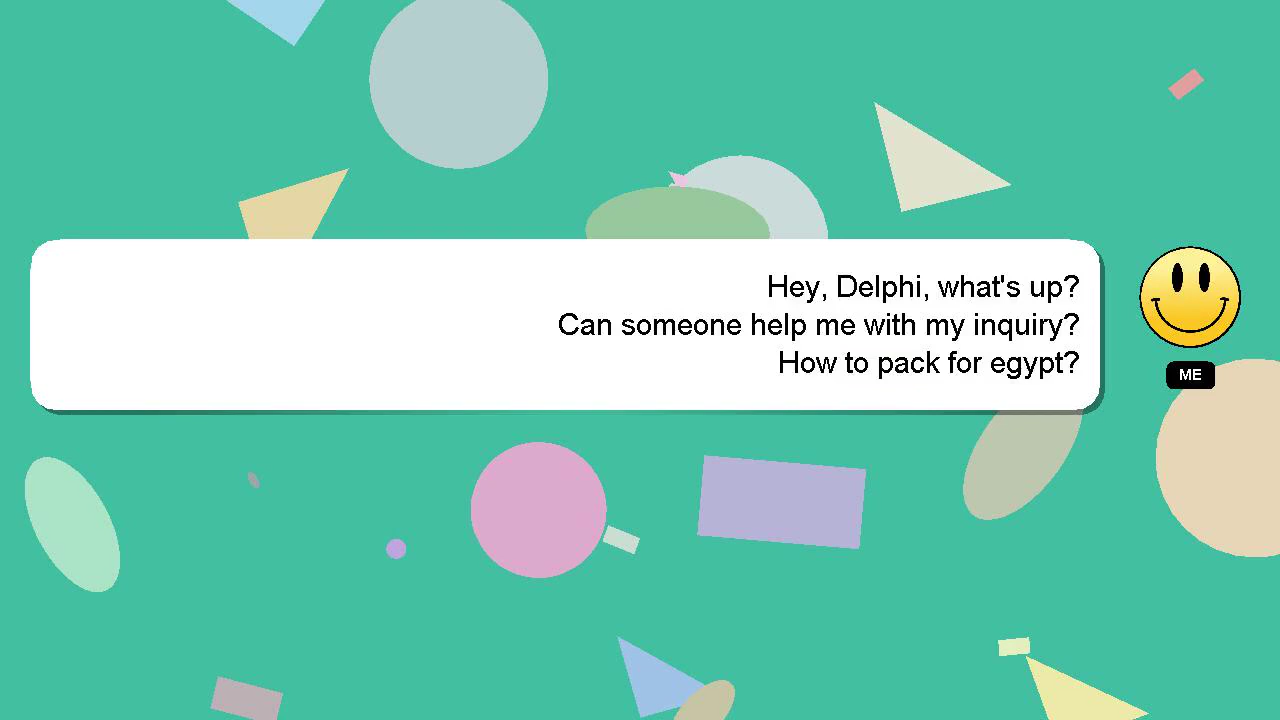 Hey, Delphi, what's up?
Can someone help me with my inquiry?
How to pack for egypt?
ME